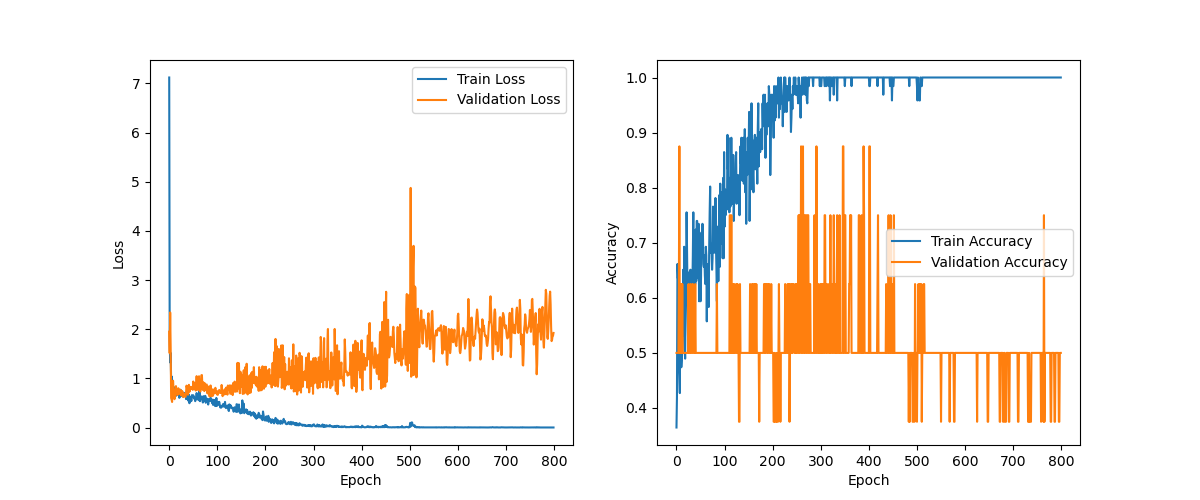 7
6
5
4
3
2
1
0
Loss
0 100 200 300 400 500 600 700 800
Epoch
Train Loss
Validation Loss
1.0
0.9
0.8
0.7
0.6
0.5
0.4
Accuracy
0 100 200 300 400 500 600 700 800
Epoch
Train Accuracy
Validation Accuracy